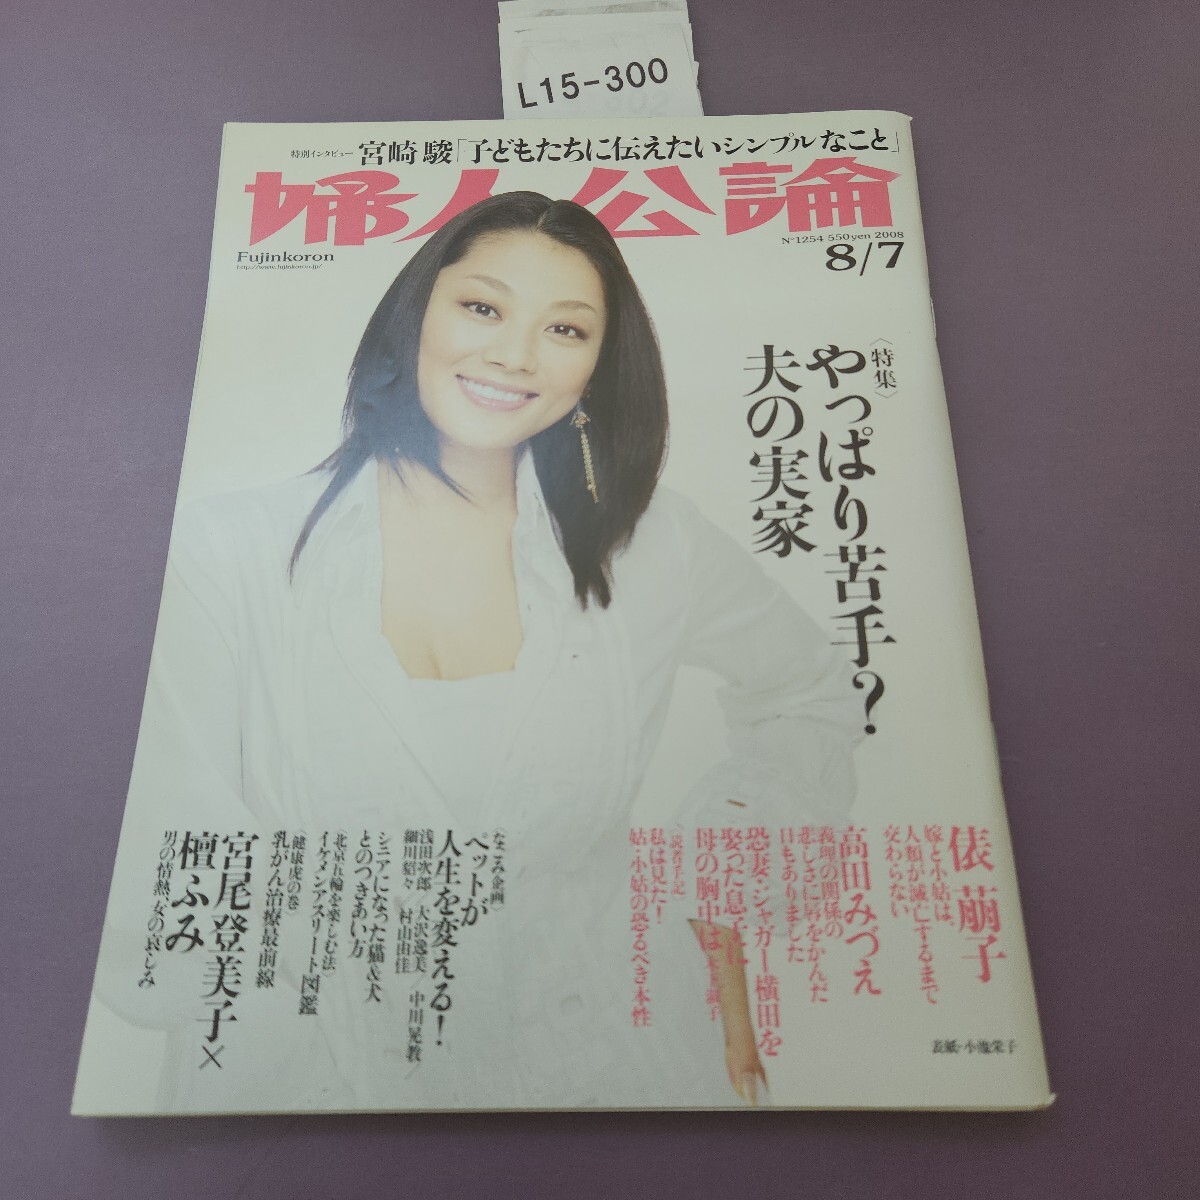 L15-300
特別インタビュー 宮崎 駿「子どもたちに伝えたいシンプルなこと」
婦人公論
Fujinkoron
http://www.fujinkoron.jp/
N°1254 550yen 2008
8/7
〈特集〉
やっぱり苦手?
夫の実家
俵 萠子
嫁と小姑は、
人類が滅亡するまで
交わらない
高田みづえ
義理の関係の
悲しさに唇をかんだ
日もありました
恐妻・ジャガー横田を
娶った息子よ
母の胸中は
〈読者手記〉
私は見た!
姑・小姑の恐るべき本性
〈なごみ企画〉
ペットが
人生を変える!
浅田次郎/大沢逸美/中川晃教/
細川貂々/村山由佳
シニアになった猫&犬
とのつきあい方
〈北京五輪を楽しむ法〉
イケメンアスリート図鑑
〈健康虎の巻〉
乳がん治療最前線
宮尾登美子×
檀 ふみ
男の情熱、女の哀しみ
表紙・小池栄子